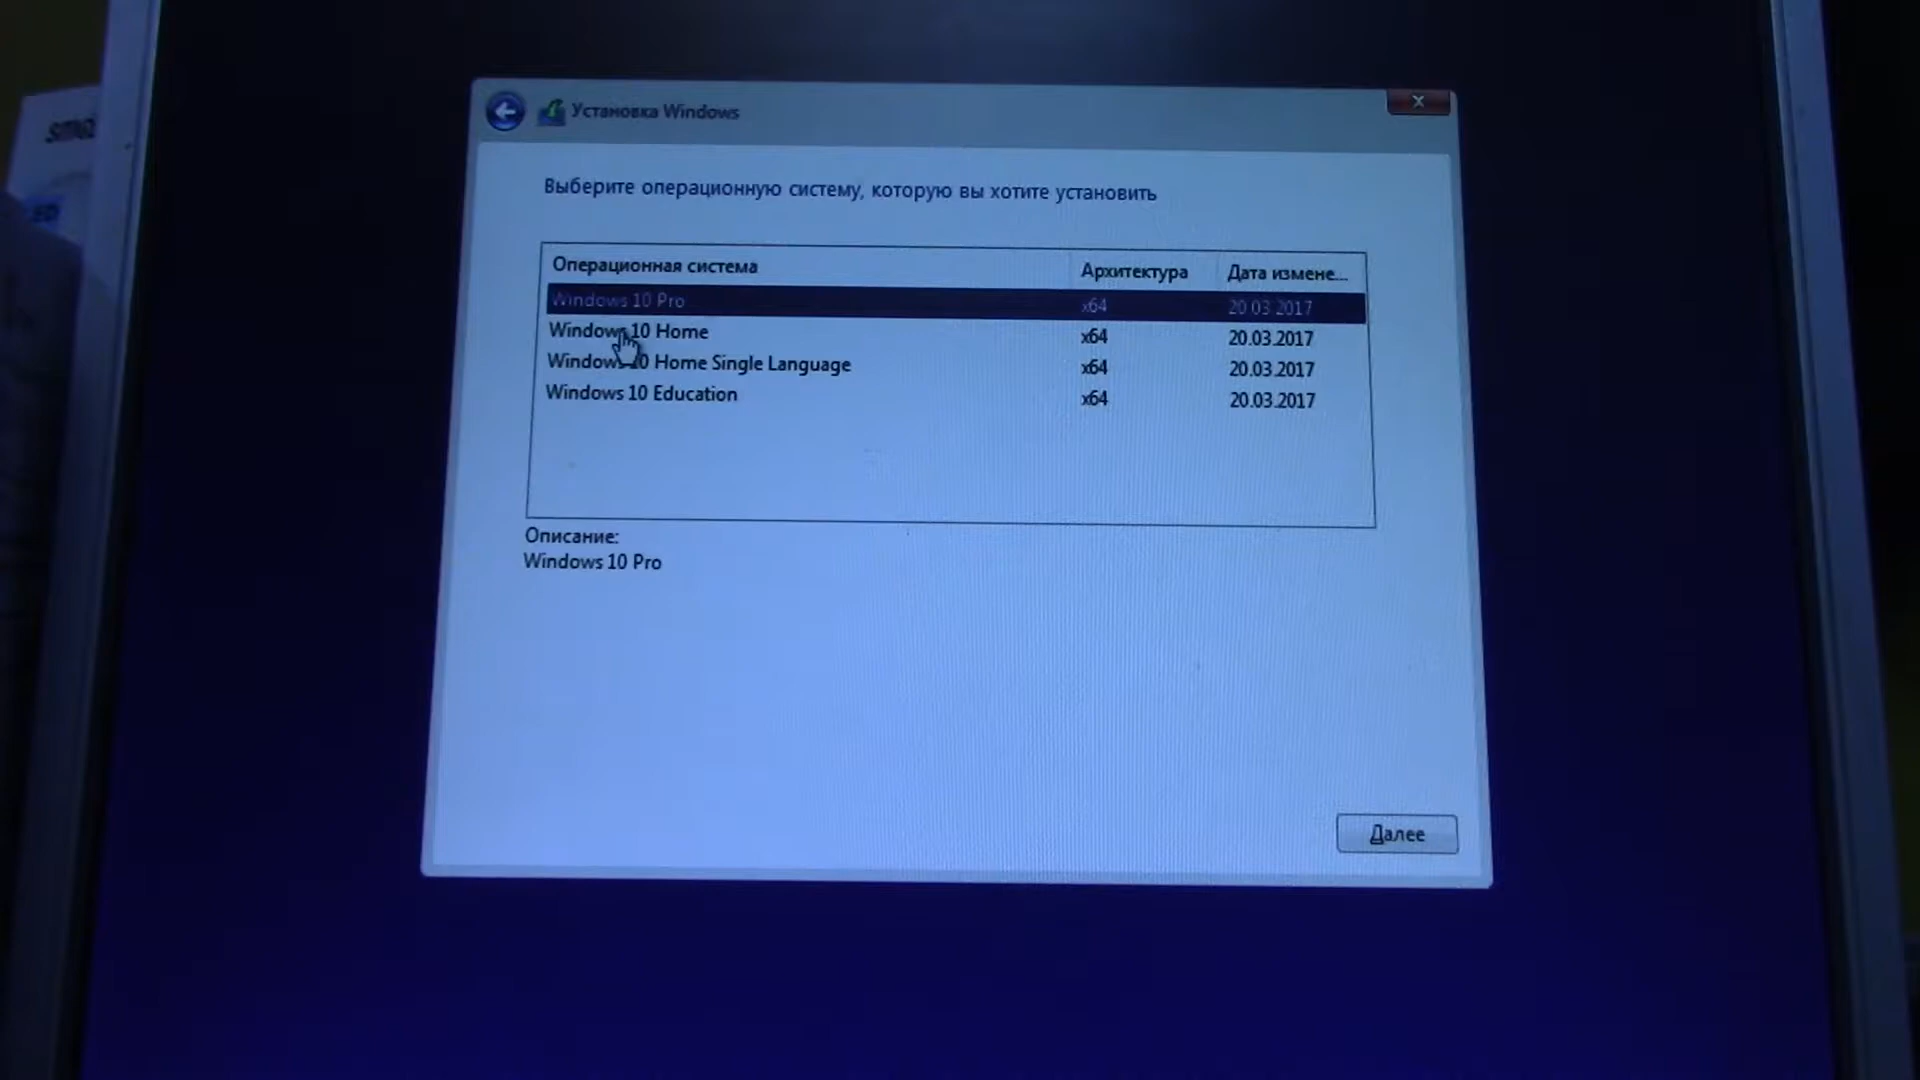 Установка Windows
Выберите операционную систему, которую вы хотите установить
Операционная система Архитектура Дата измене...
Windows 10 Pro x64 20.03.2017
Windows 10 Home x64 20.03.2017
Windows 10 Home Single Language x64 20.03.2017
Windows 10 Education x64 20.03.2017
Описание:
Windows 10 Pro
Далее